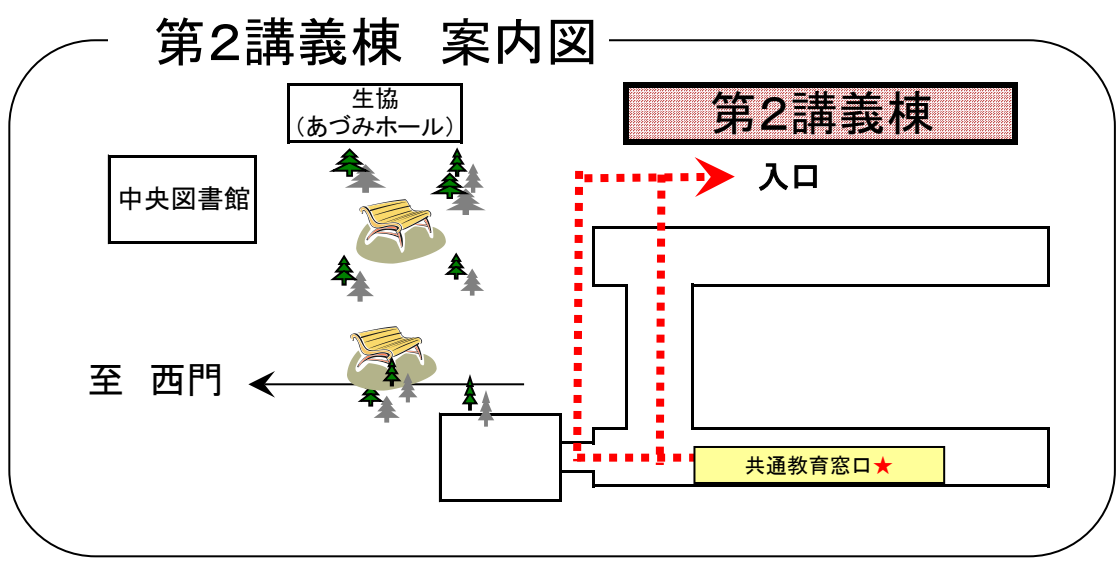 第２講義棟　案内図
生協
（あづみホール）
第２講義棟
中央図書館
入口
至　西門
共通教育窓口★